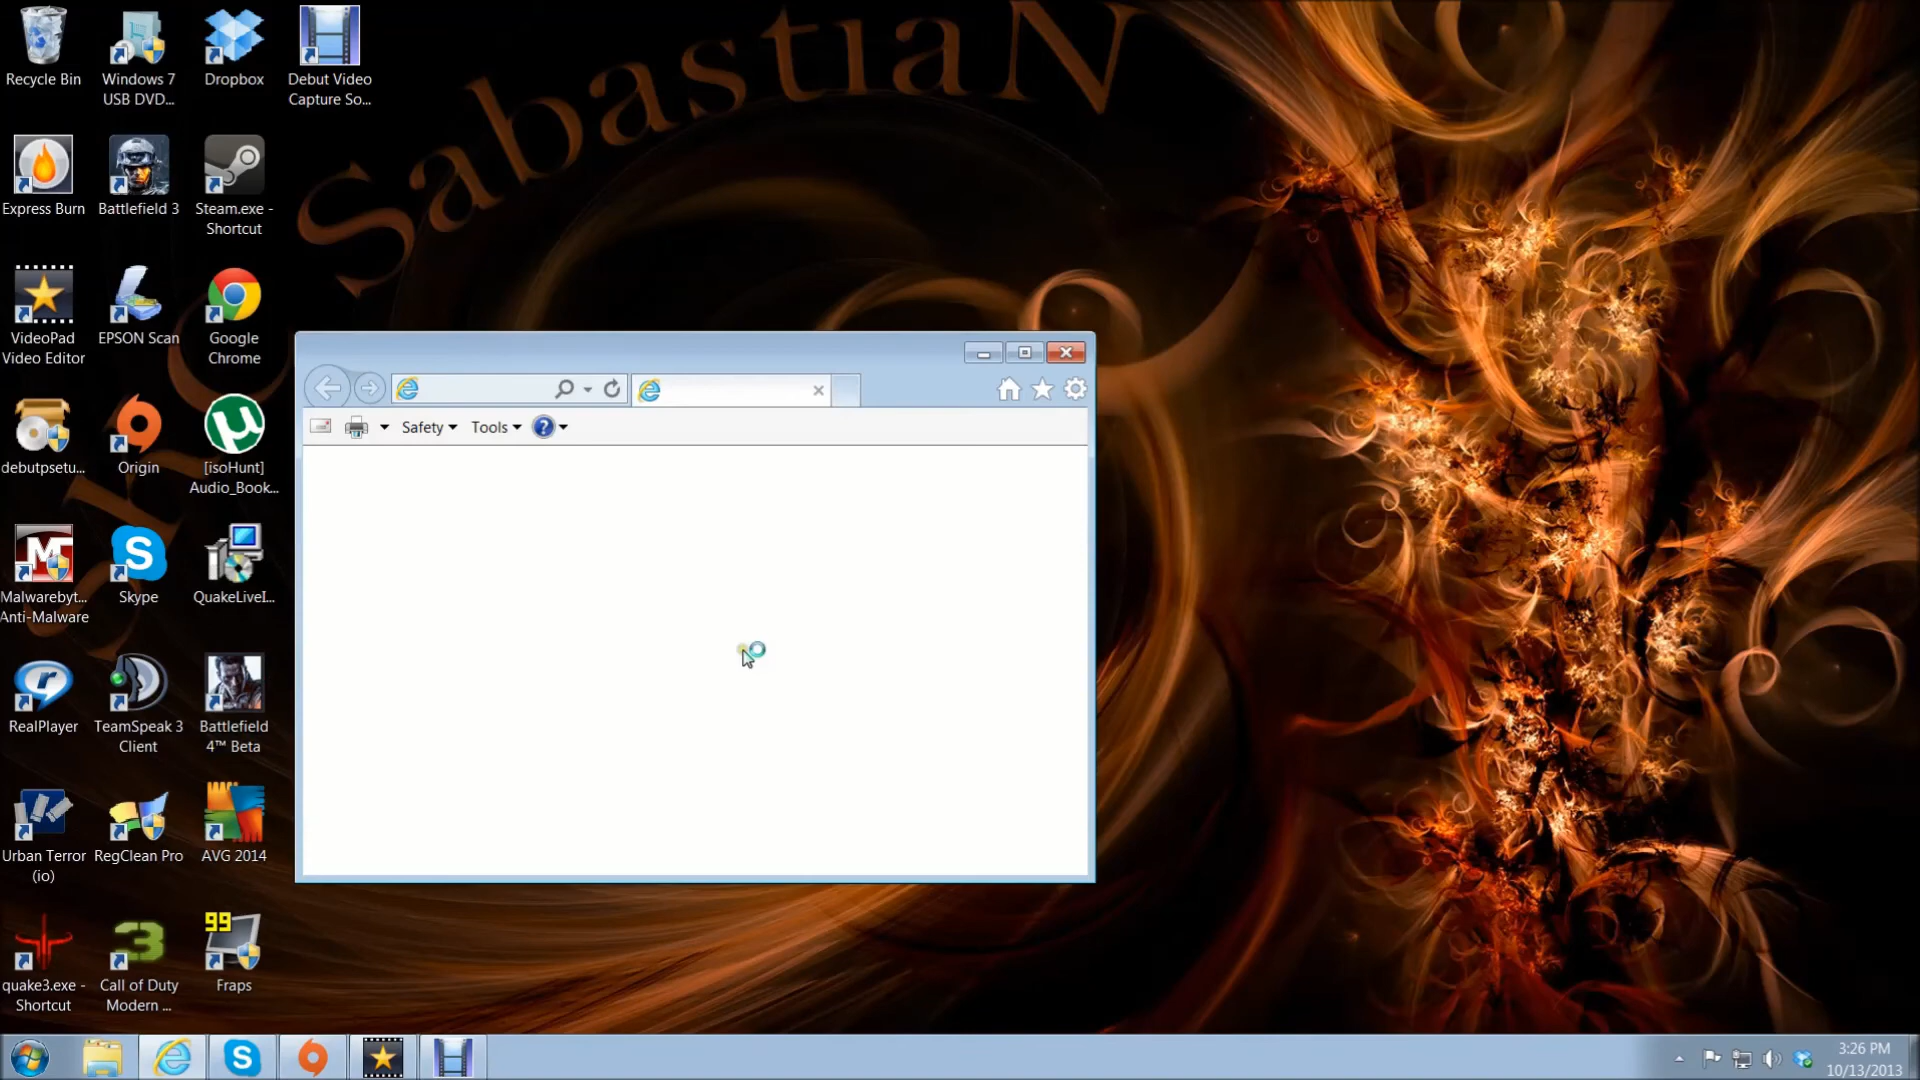 SabastiaN
Recycle Bin
Windows 7
USB DVD...
Dropbox
Debut Video
Capture So...
Express Burn
Battlefield 3
Steam.exe -
Shortcut
VideoPad
Video Editor
EPSON Scan
Google
Chrome
debutpsetu...
Origin
[isoHunt]
Audio_Book...
Malwarebyt...
Anti-Malware
Skype
QuakeLiveI...
RealPlayer
TeamSpeak 3
Client
Battlefield
4™ Beta
Urban Terror
(io)
RegClean Pro
AVG 2014
99
quake3.exe -
Shortcut
Call of Duty
Modern ...
Fraps
Safety
Tools
3:26 PM
10/13/2013